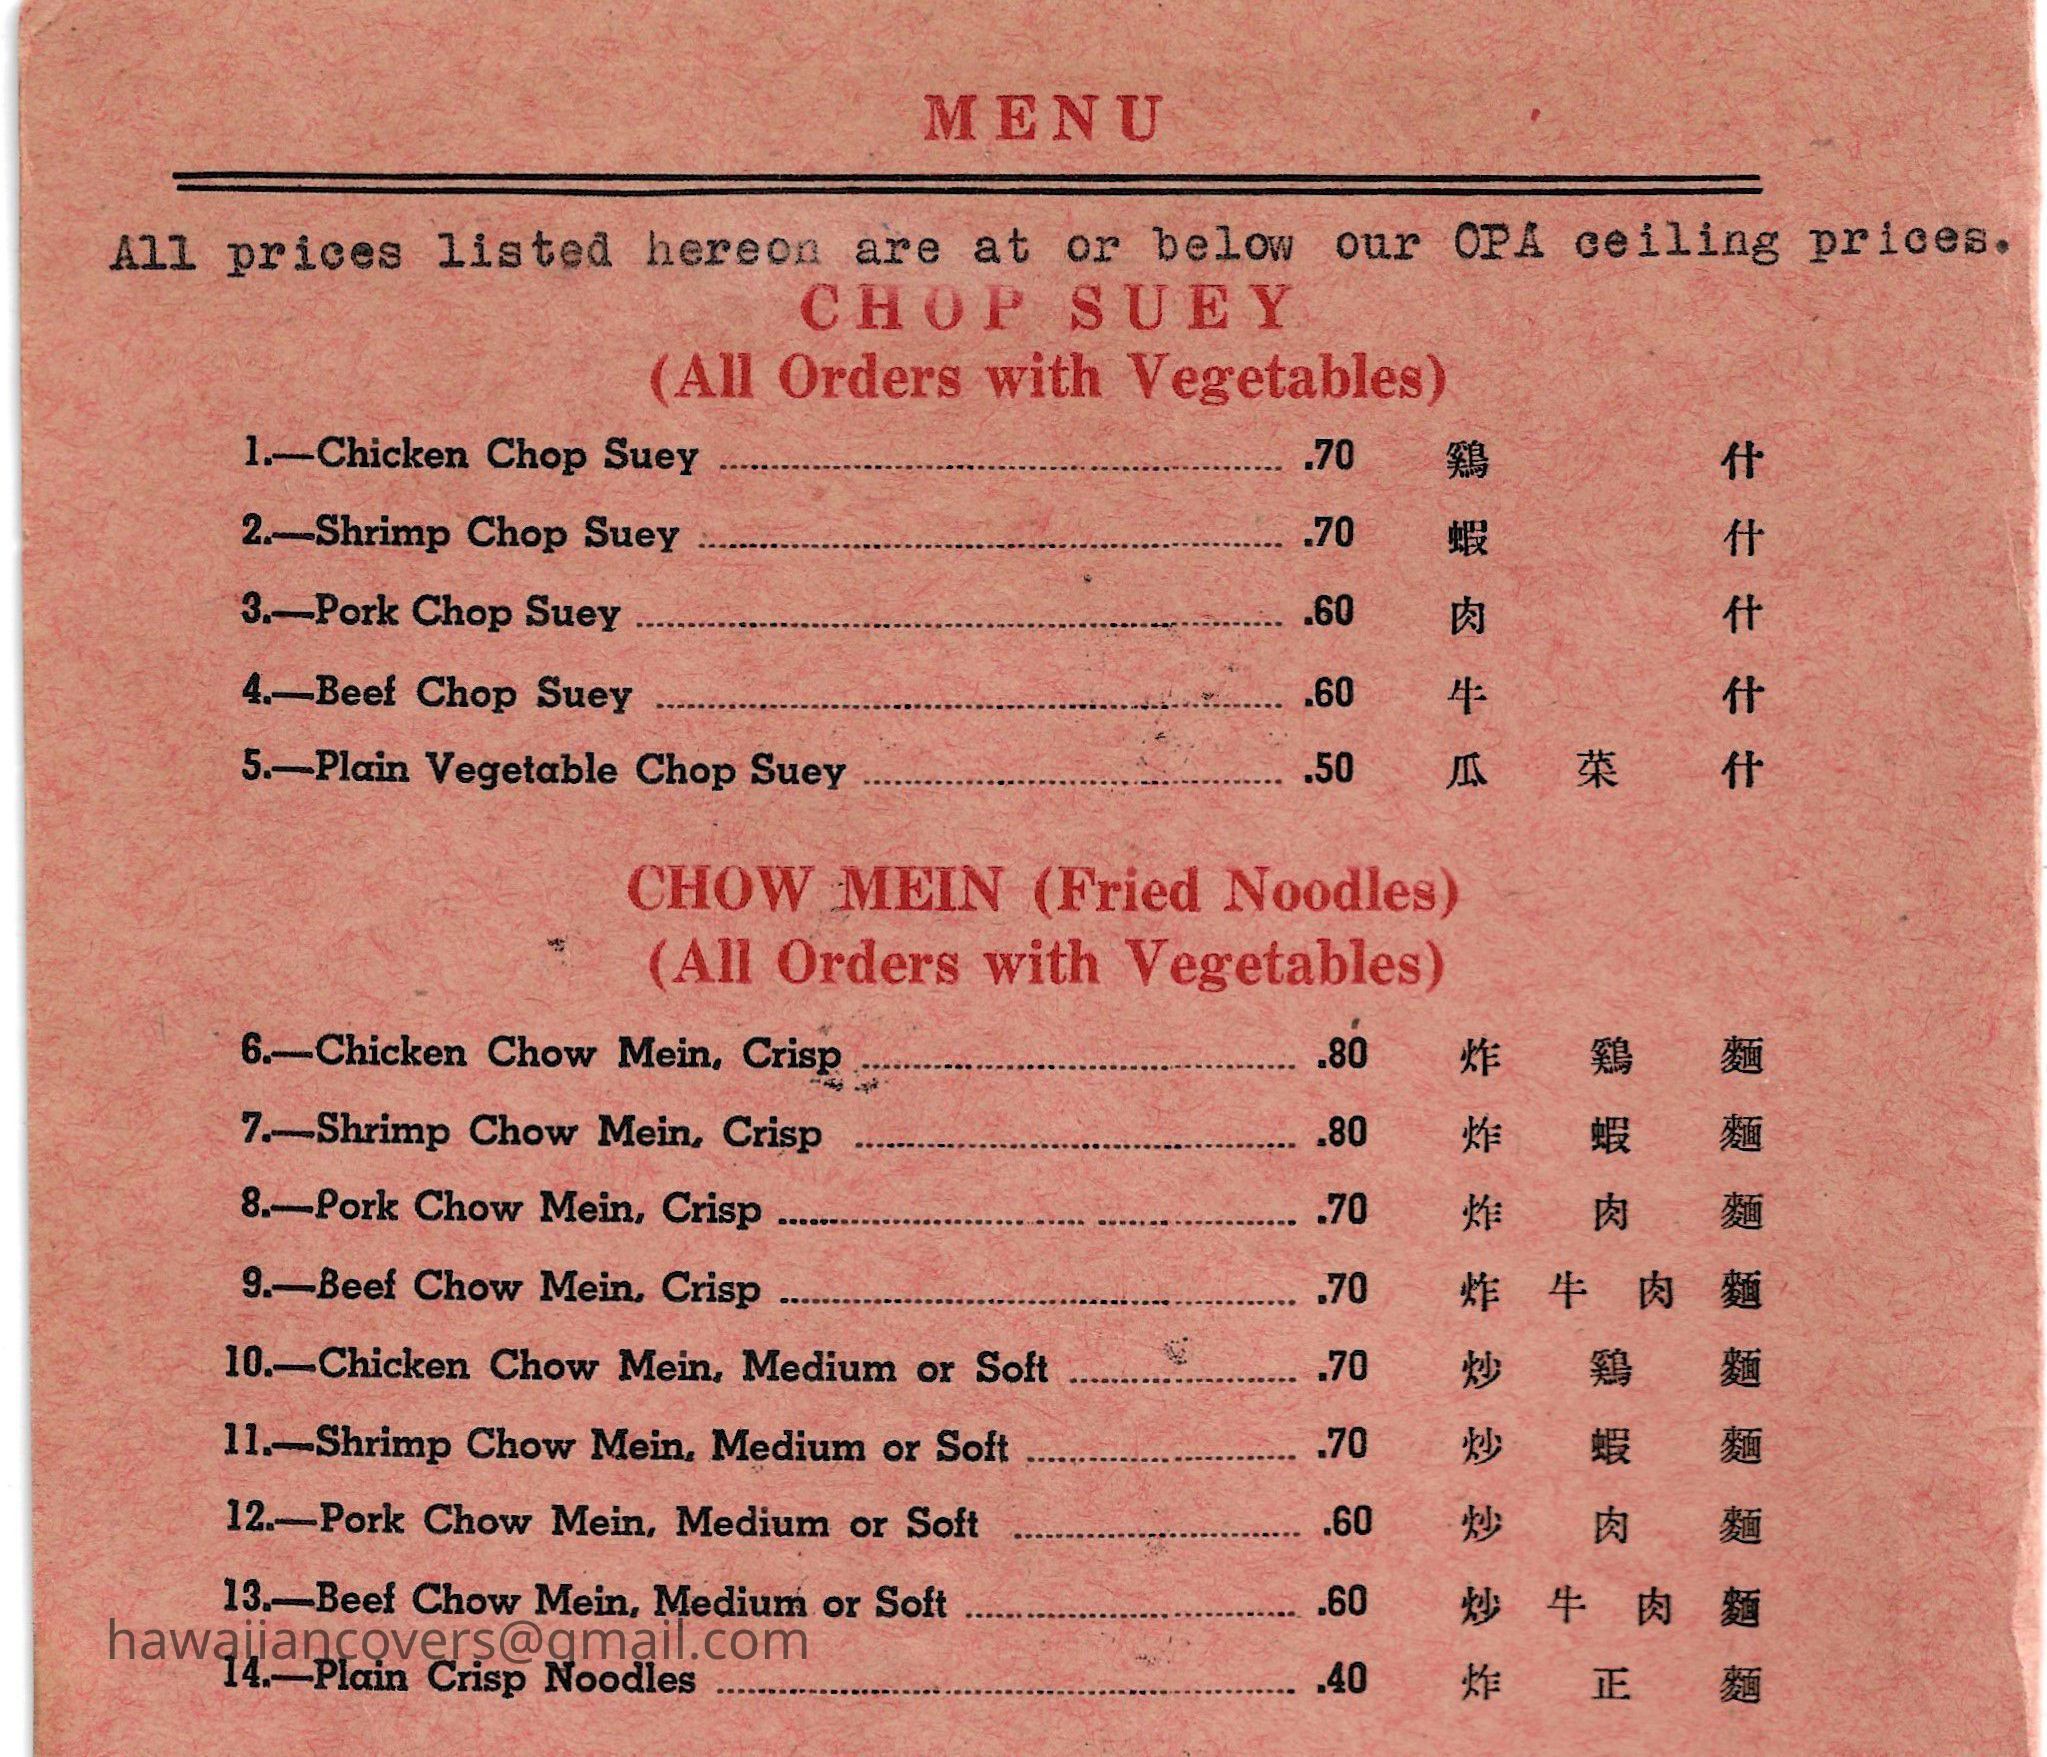 MENU
All prices listed hereon are at or below our OPA ceiling prices.
CHOP SUEY
(All Orders with Vegetables)
1.—Chicken Chop Suey .70 鷄 什
2.—Shrimp Chop Suey .70 蝦 什
3.—Pork Chop Suey .60 肉 什
4.—Beef Chop Suey .60 牛 什
5.—Plain Vegetable Chop Suey .50 瓜 菜 什
CHOW MEIN (Fried Noodles)
(All Orders with Vegetables)
6.—Chicken Chow Mein, Crisp .80 炸 鷄 麵
7.—Shrimp Chow Mein, Crisp .80 炸 蝦 麵
8.—Pork Chow Mein, Crisp .70 炸 肉 麵
9.—Beef Chow Mein, Crisp .70 炸 牛 肉 麵
10.—Chicken Chow Mein, Medium or Soft .70 炒 鷄 麵
11.—Shrimp Chow Mein, Medium or Soft .70 炒 蝦 麵
12.—Pork Chow Mein, Medium or Soft .60 炒 肉 麵
13.—Beef Chow Mein, Medium or Soft .60 炒 牛 肉 麵
hawaiiancovers@gmail.com
14.—Plain Crisp Noodles .40 炸 正 麵